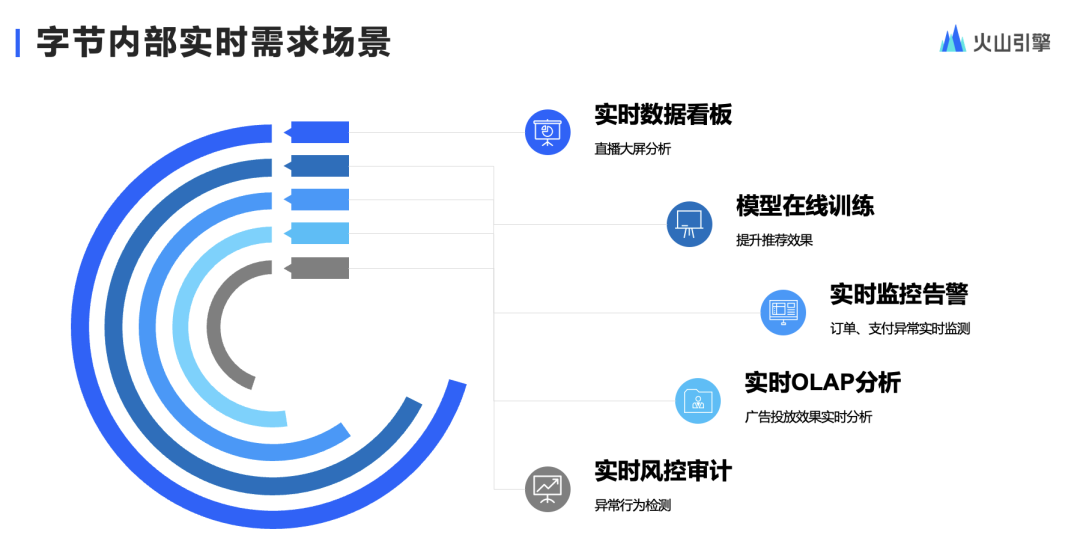 字节内部实时需求场景
火山引擎
实时数据看板
直播大屏分析
模型在线训练
提升推荐效果
实时监控告警
订单、支付异常实时监测
实时OLAP分析
广告投放效果实时分析
实时风控审计
异常行为检测